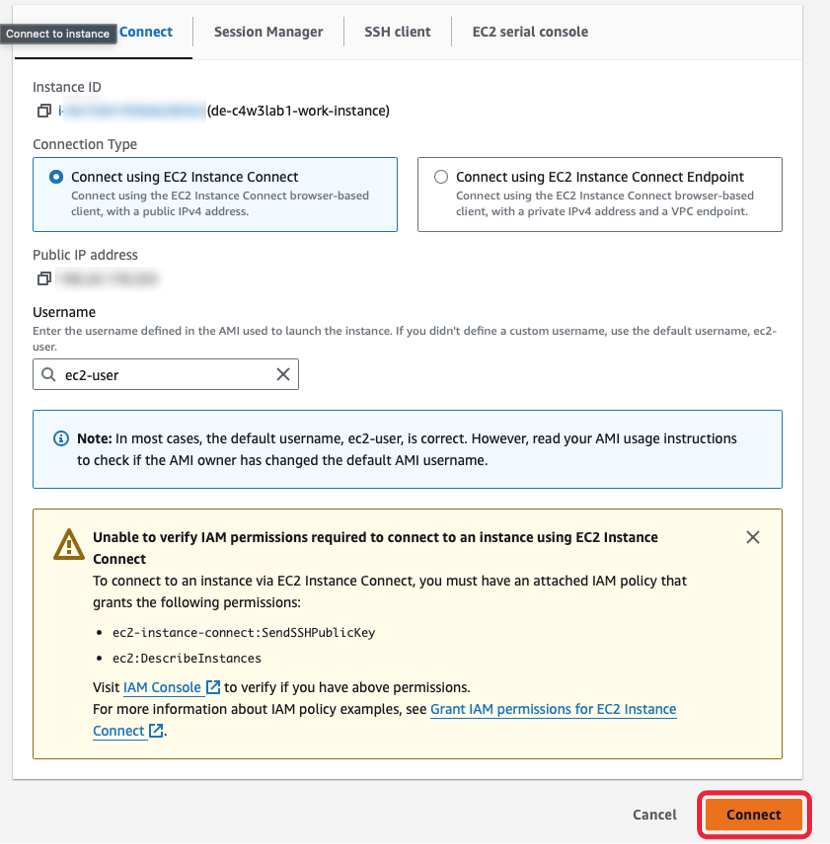 Connect to instance
Connect
Session Manager
SSH client
EC2 serial console
Instance ID
(de-c4w3lab1-work-instance)
Connection Type
Connect using EC2 Instance Connect
Connect using the EC2 Instance Connect browser-based
client, with a public IPv4 address.
Connect using EC2 Instance Connect Endpoint
Connect using the EC2 Instance Connect browser-based
client, with a private IPv4 address and a VPC endpoint.
Public IP address
Username
Enter the username defined in the AMI used to launch the instance. If you didn't define a custom username, use the default username, ec2-
user.
ec2-user
Note: In most cases, the default username, ec2-user, is correct. However, read your AMI usage instructions
to check if the AMI owner has changed the default AMI username.
Unable to verify IAM permissions required to connect to an instance using EC2 Instance
Connect
To connect to an instance via EC2 Instance Connect, you must have an attached IAM policy that
grants the following permissions:
• ec2-instance-connect:SendSSHPublicKey
• ec2:DescribeInstances
Visit IAM Console to verify if you have above permissions.
For more information about IAM policy examples, see Grant IAM permissions for EC2 Instance
Connect.
Cancel
Connect